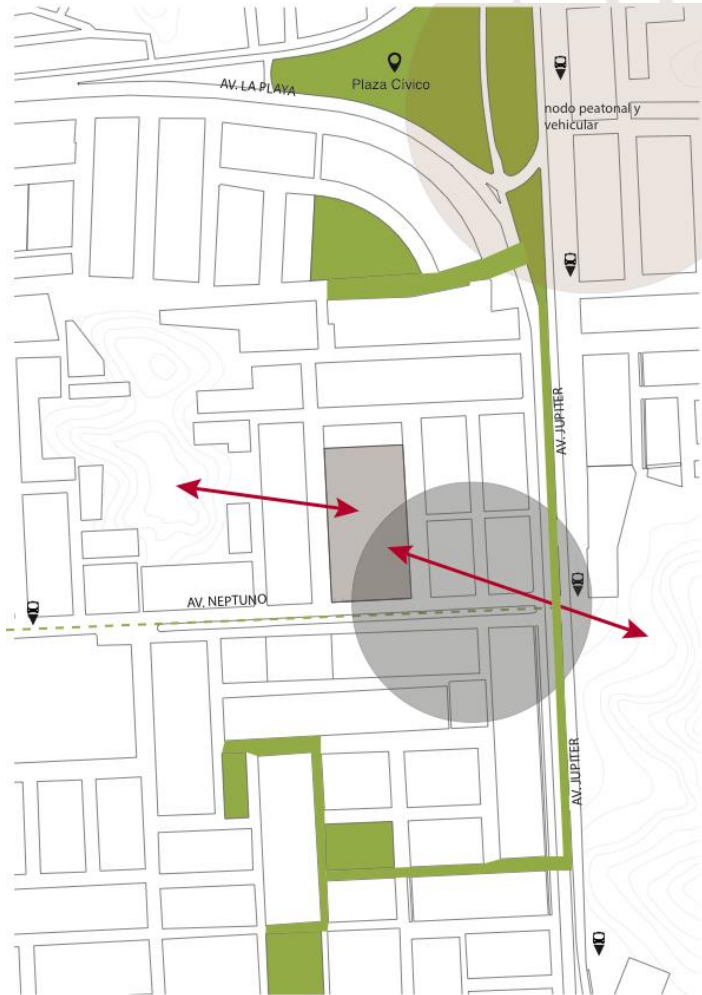 AV. LA PLAYA
Plaza Cívico
nodo peatonal y
vehicular
AV. JUPITER
AV. NEPTUNO
AV. JUPITER